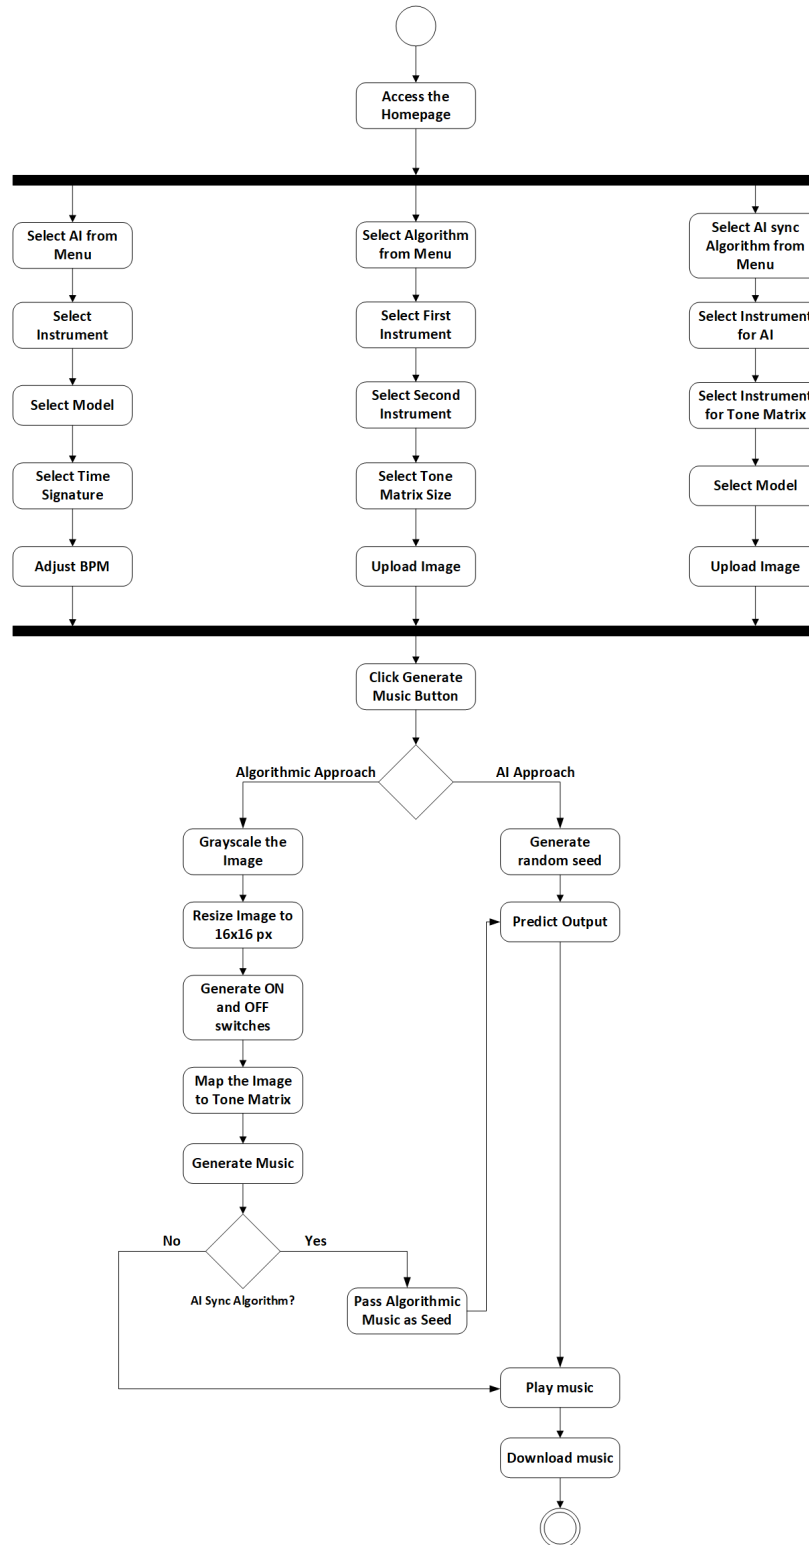 Access the
Homepage
Select AI from
Menu
Select
Instrument
Select Model
Select Time
Signature
Adjust BPM
Select Algorithm
from Menu
Select First
Instrument
Select Second
Instrument
Select Tone
Matrix Size
Upload Image
Select AI sync
Algorithm from
Menu
Select Instrument
for AI
Select Instrument
for Tone Matrix
Select Model
Upload Image
Click Generate
Music Button
Algorithmic Approach
AI Approach
Grayscale the
Image
Resize Image to
16x16 px
Generate ON
and OFF
switches
Map the Image
to Tone Matrix
Generate Music
Generate
random seed
Predict Output
No
Yes
AI Sync Algorithm?
Pass Algorithmic
Music as Seed
Play music
Download music